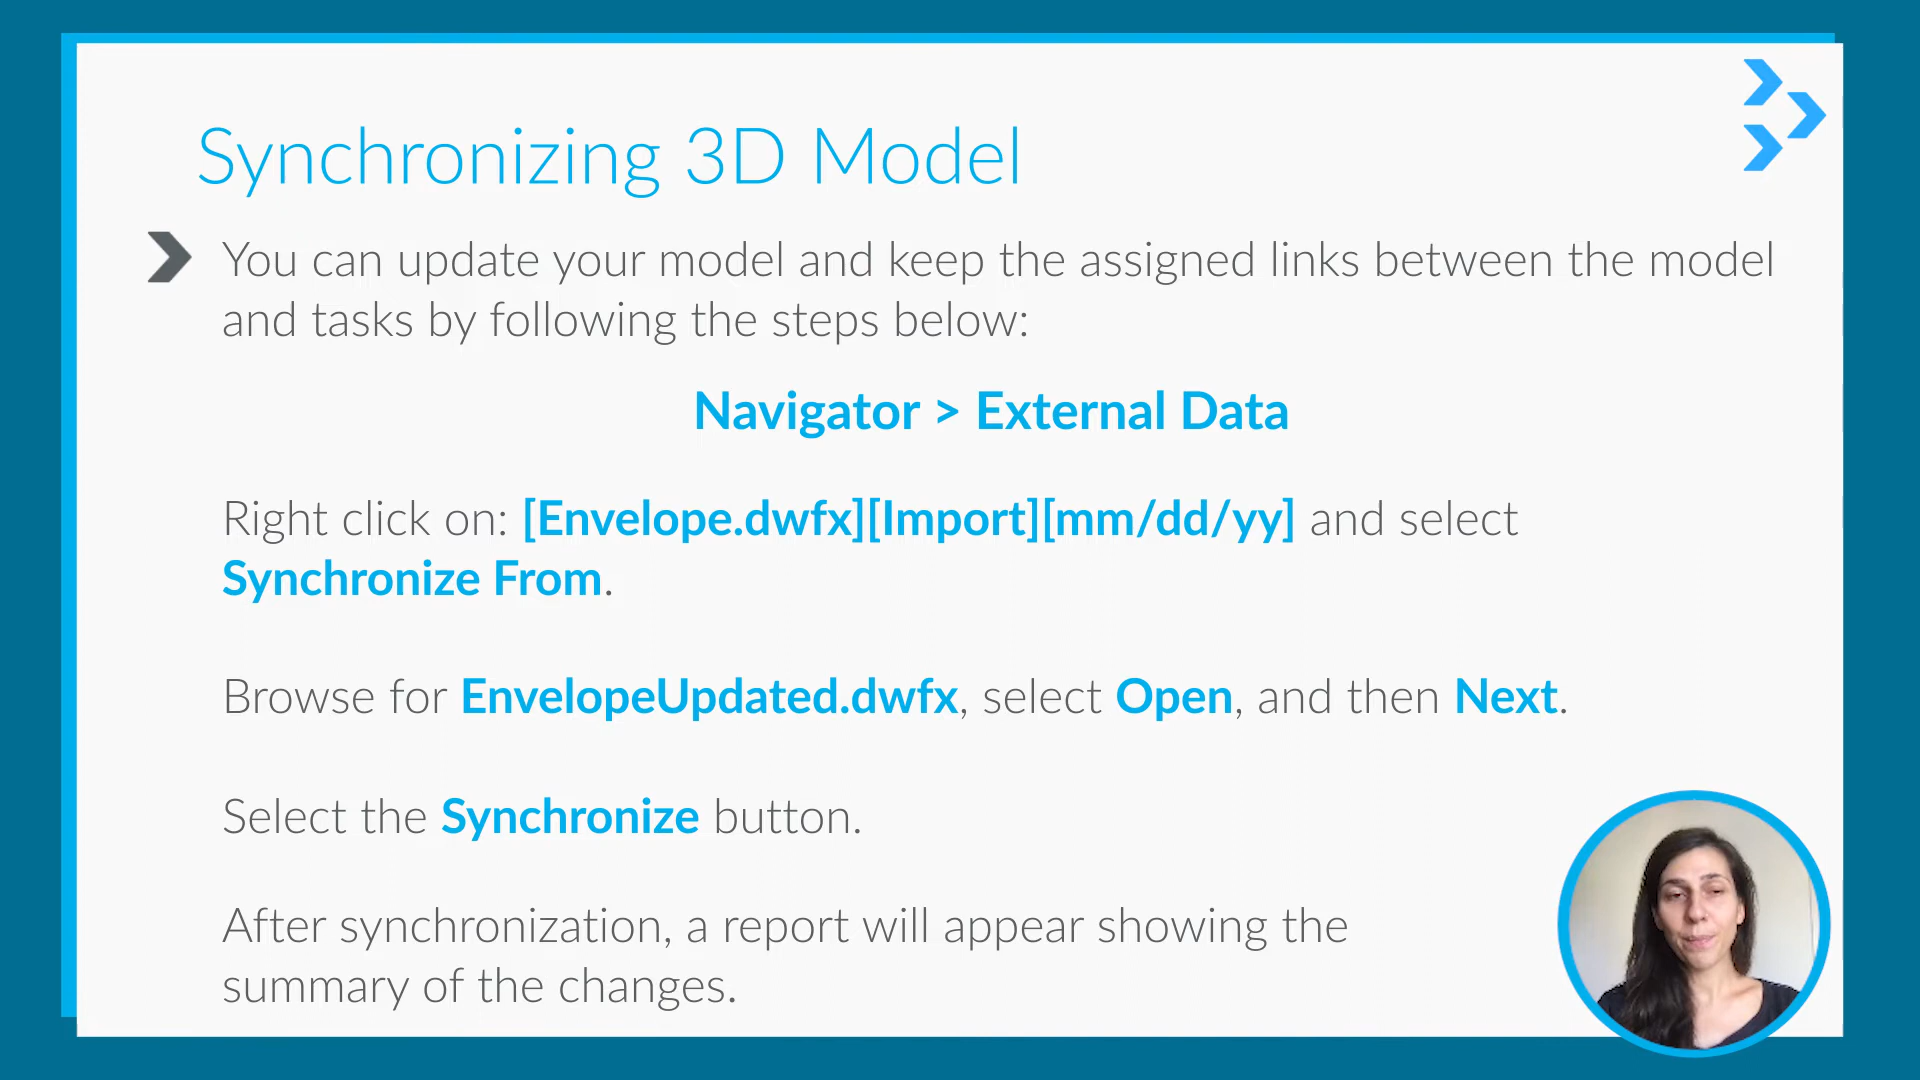 Synchronizing 3D Model
You can update your model and keep the assigned links between the model
and tasks by following the steps below:
Navigator > External Data
Right click on: [Envelope.dwfx][Import][mm/dd/yy] and select
Synchronize From.
Browse for EnvelopeUpdated.dwfx, select Open, and then Next.
Select the Synchronize button.
After synchronization, a report will appear showing the
summary of the changes.